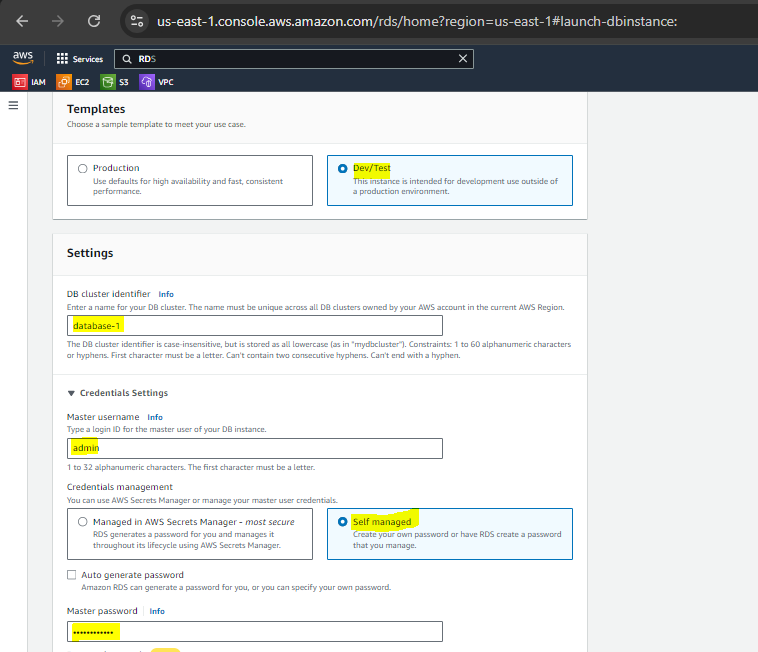 us-east-1.console.aws.amazon.com/rds/home?region=us-east-1#launch-dbinstance:
aws
Services
RDS
IAM
EC2
S3
VPC
Templates
Choose a sample template to meet your use case.
Production
Use defaults for high availability and fast, consistent
performance.
Dev/Test
This instance is intended for development use outside of
a production environment.
Settings
DB cluster identifier Info
Enter a name for your DB cluster. The name must be unique across all DB clusters owned by your AWS account in the current AWS Region.
database-1
The DB cluster identifier is case-insensitive, but is stored as all lowercase (as in "mydbcluster"). Constraints: 1 to 60 alphanumeric characters
or hyphens. First character must be a letter. Can't contain two consecutive hyphens. Can't end with a hyphen.
Credentials Settings
Master username Info
Type a login ID for the master user of your DB instance.
admin
1 to 32 alphanumeric characters. The first character must be a letter.
Credentials management
You can use AWS Secrets Manager or manage your master user credentials.
Managed in AWS Secrets Manager - most secure
RDS generates a password for you and manages it
throughout its lifecycle using AWS Secrets Manager.
Self managed
Create your own password or have RDS create a password
that you manage.
Auto generate password
Amazon RDS can generate a password for you, or you can specify your own password.
Master password Info
••••••••••••